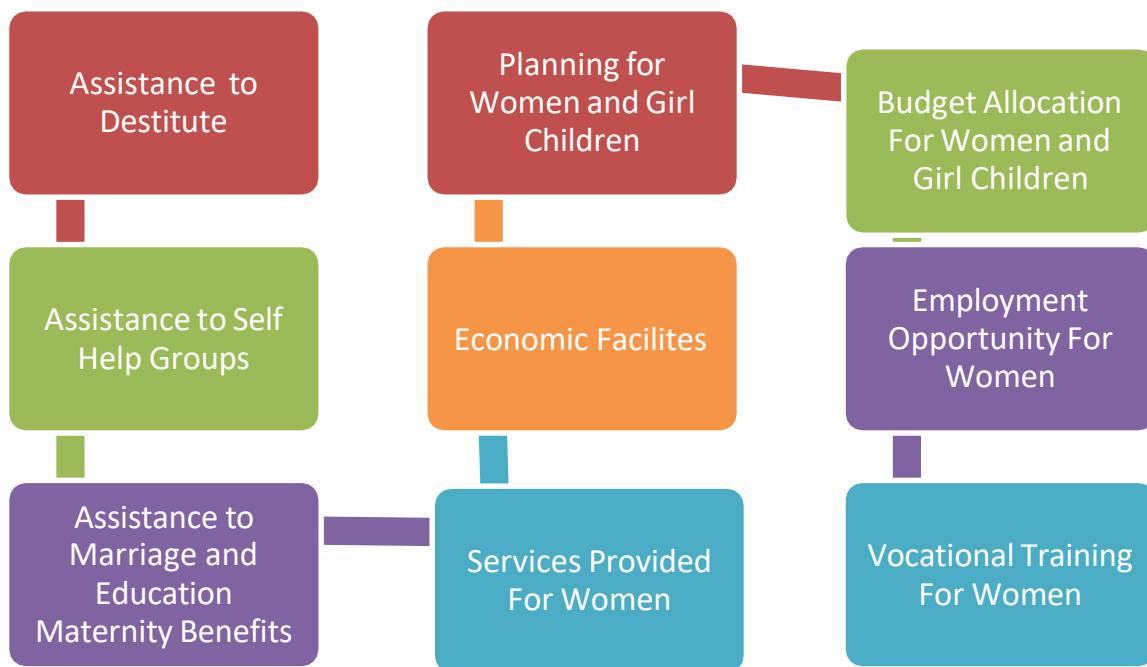 Assistance to
Destitute
Assistance to Self
Help Groups
Assistance to
Marriage and
Education
Maternity Benefits
Services Provided
For Women
Economic Facilites
Planning for
Women and Girl
Children
Budget Allocation
For Women and
Girl Children
Employment
Opportunity For
Women
Vocational Training
For Women